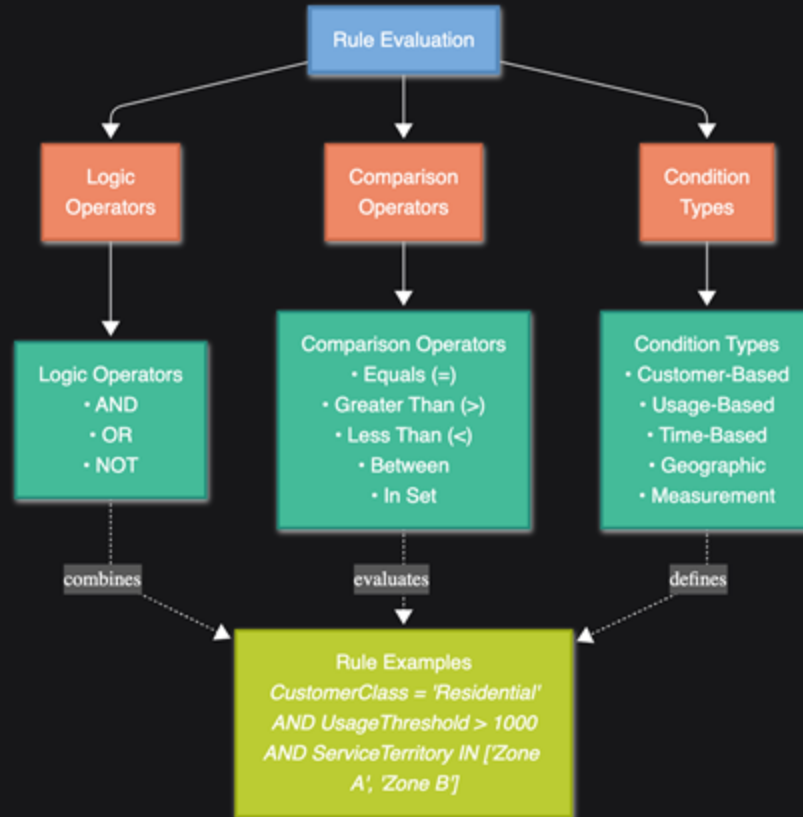 Rule Evaluation
Logic
Operators
Comparison
Operators
Condition
Types
Logic Operators
• AND
• OR
• NOT
Comparison Operators
• Equals (=)
• Greater Than (>)
• Less Than (<)
• Between
• In Set
Condition Types
• Customer-Based
• Usage-Based
• Time-Based
• Geographic
• Measurement
combines
evaluates
defines
Rule Examples
CustomerClass = 'Residential'
AND UsageThreshold > 1000
AND ServiceTerritory IN ['Zone
A', 'Zone B']